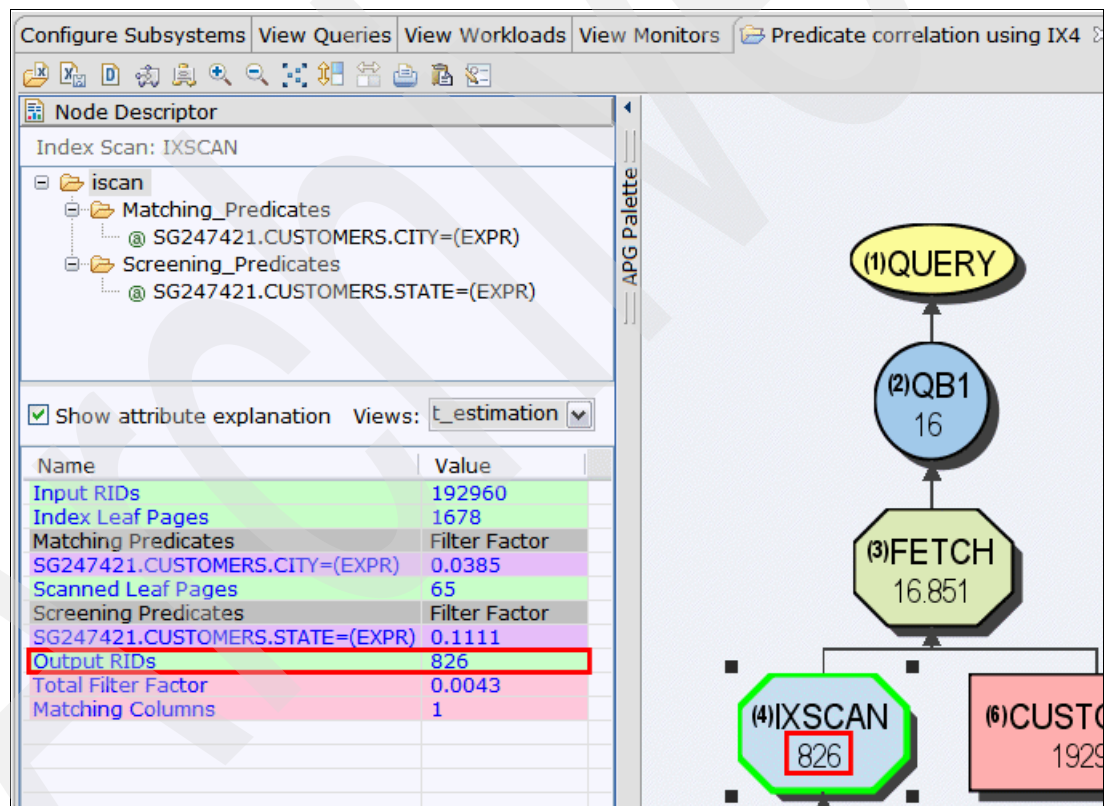 Configure Subsystems View Queries View Workloads View Monitors Predicate correlation using IX4
Node Descriptor
Index Scan: IXSCAN
iscan
Matching_Predicates
SG247421.CUSTOMERS.CITY=(EXPR)
Screening_Predicates
SG247421.CUSTOMERS.STATE=(EXPR)
APG Palette
Show attribute explanation Views: t_estimation
Name Value
Input RIDs 192960
Index Leaf Pages 1678
Matching Predicates Filter Factor
SG247421.CUSTOMERS.CITY=(EXPR) 0.0385
Scanned Leaf Pages 65
Screening Predicates Filter Factor
SG247421.CUSTOMERS.STATE=(EXPR) 0.1111
Output RIDs 826
Total Filter Factor 0.0043
Matching Columns 1
(1)QUERY
(2)QB1
16
(3)FETCH
16.851
(4)IXSCAN
826
(6)CUSTO
1929